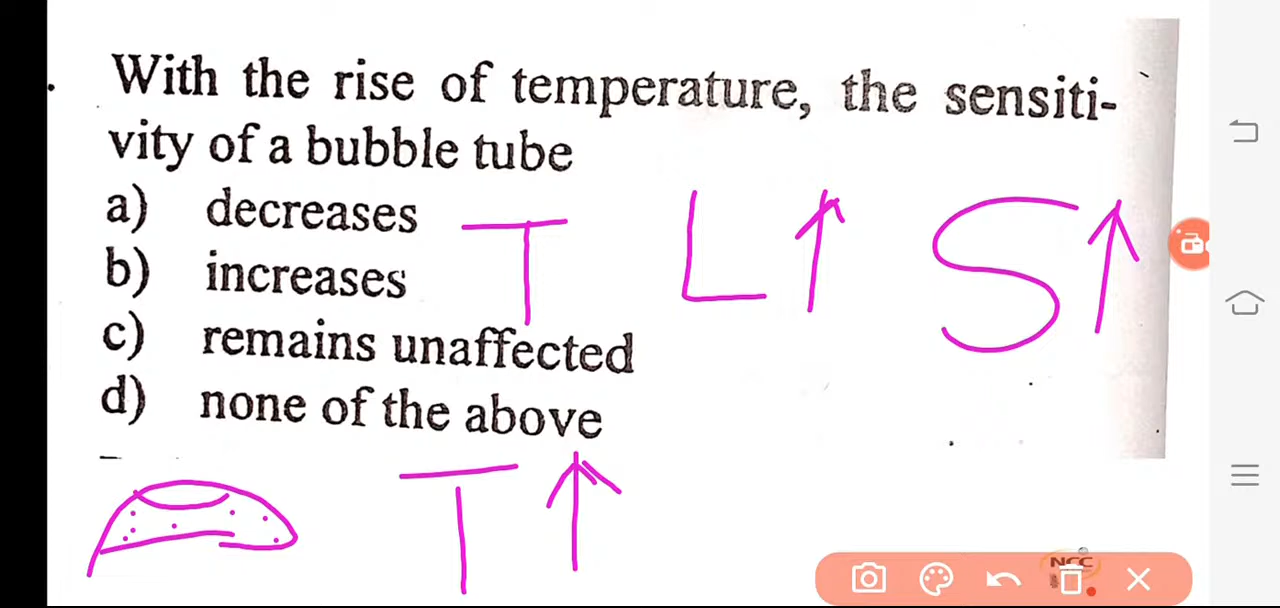 With the rise of temperature, the sensiti-
vity of a bubble tube
a) decreases
b) increases
c) remains unaffected
d) none of the above
T L↑ S↑
T↑
NCC